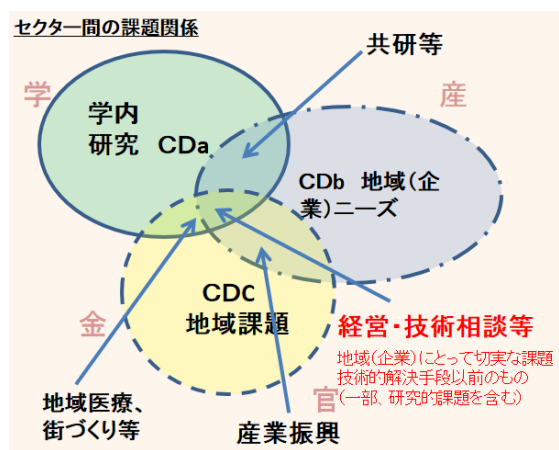 セクター間の課題関係
共研等
学
産
学内
研究 CDa
CDb 地域(企
業)ニーズ
CDC
地域課題
金
経営・技術相談等
地域(企業)にとって切実な課題
技術的解決手段以前のもの
(一部、研究的課題を含む)
官
地域医療、
街づくり等
産業振興